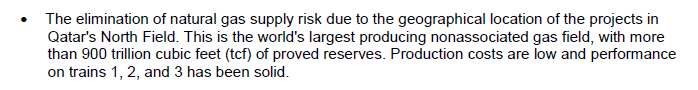 • The elimination of natural gas supply risk due to the geographical location of the projects in
Qatar's North Field. This is the world's largest producing nonassociated gas field, with more
than 900 trillion cubic feet (tcf) of proved reserves. Production costs are low and performance
on trains 1, 2, and 3 has been solid.